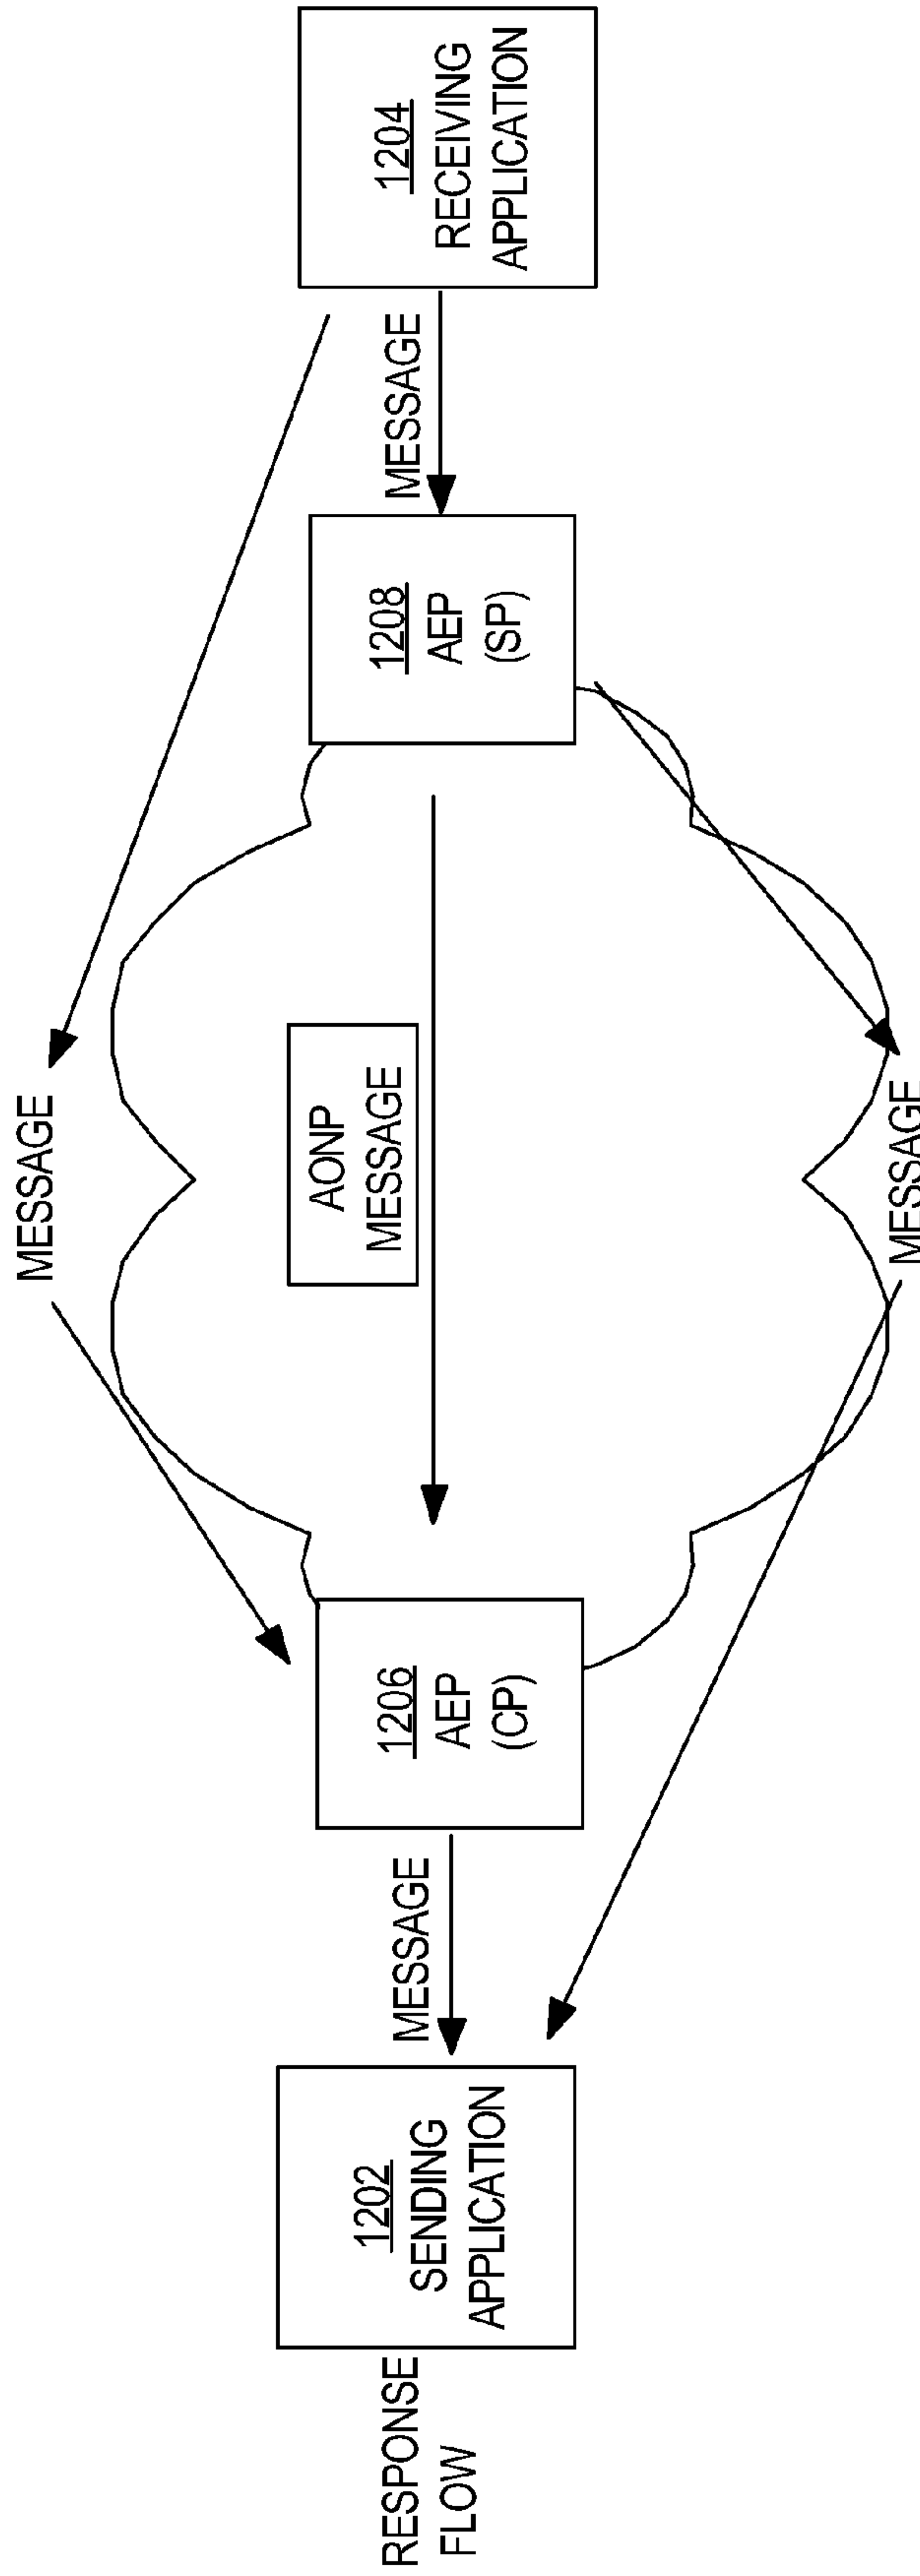 MESSAGE
RESPONSE
FLOW
1202
SENDING
APPLICATION
MESSAGE
1206
AEP
(CP)
AONP
MESSAGE
1208
AEP
(SP)
MESSAGE
1204
RECEIVING
APPLICATION
MESSAGE